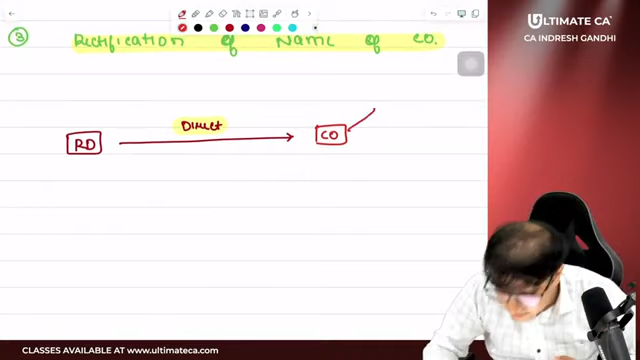 ULTIMATE CA
CA INDRESH GANDHI
③ Rectification of Name of co.
Direct
RD
CO
CLASSES AVAILABLE AT www.ultimateca.com